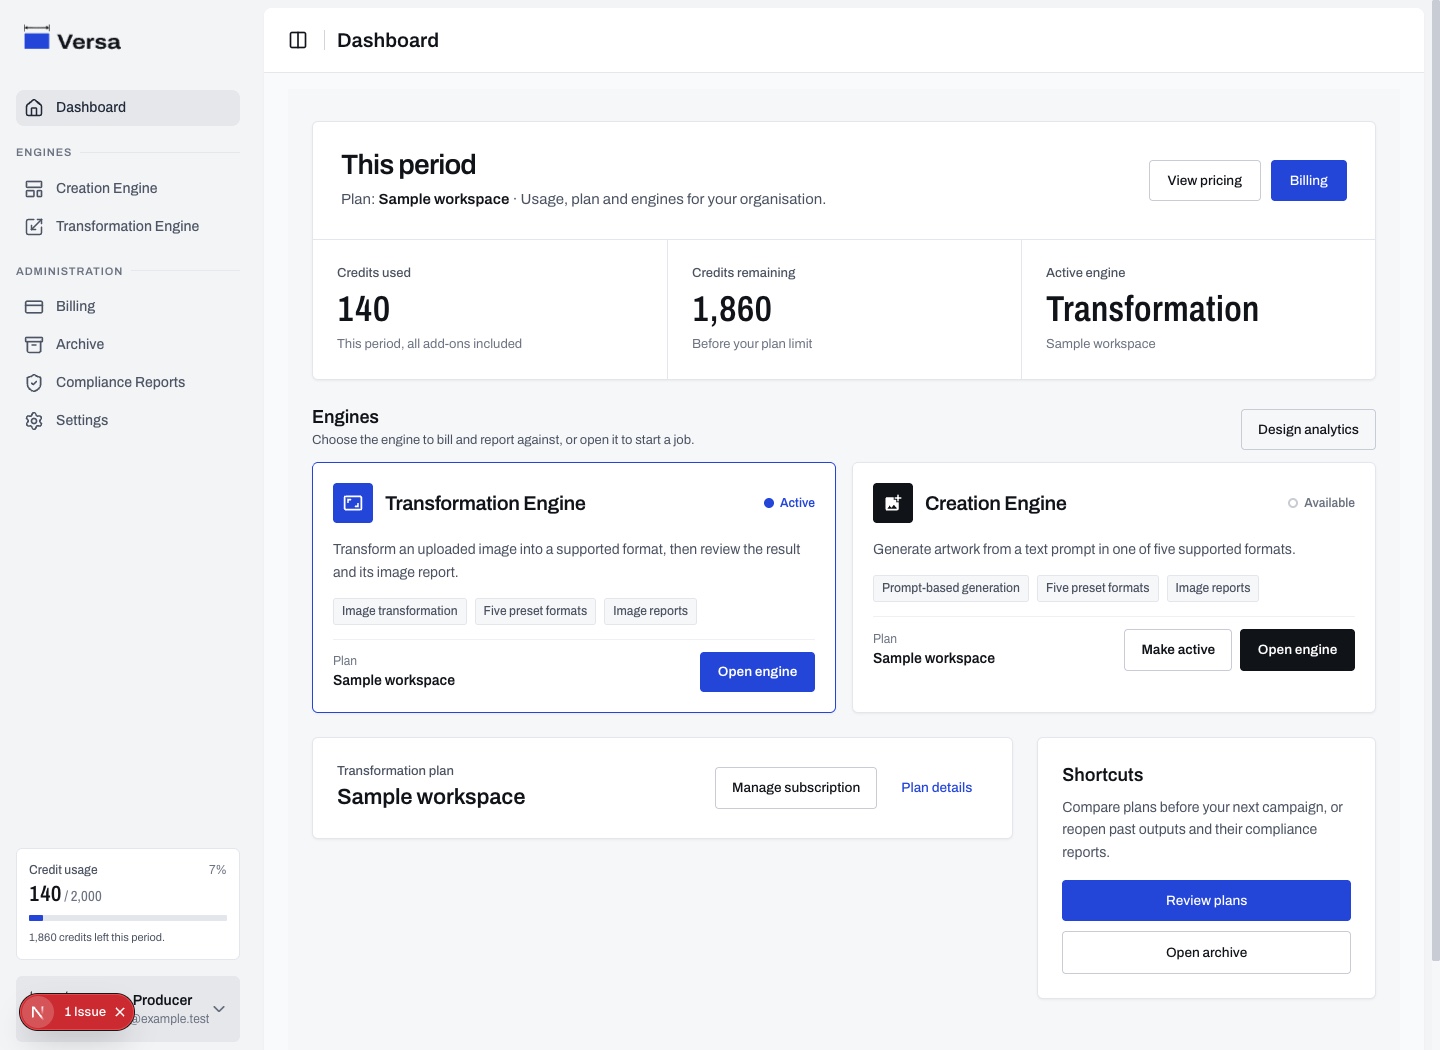 Versa
Dashboard
ENGINES
Creation Engine
Transformation Engine
ADMINISTRATION
Billing
Archive
Compliance Reports
Settings
Credit usage 7%
140 / 2,000
1,860 credits left this period.
Producer
@example.test
N 1 Issue
Dashboard
This period
Plan: Sample workspace · Usage, plan and engines for your organisation.
View pricing
Billing
Credits used
140
This period, all add-ons included
Credits remaining
1,860
Before your plan limit
Active engine
Transformation
Sample workspace
Engines
Choose the engine to bill and report against, or open it to start a job.
Design analytics
Transformation Engine
Active
Transform an uploaded image into a supported format, then review the result
and its image report.
Image transformation
Five preset formats
Image reports
Plan
Sample workspace
Open engine
Creation Engine
Available
Generate artwork from a text prompt in one of five supported formats.
Prompt-based generation
Five preset formats
Image reports
Plan
Sample workspace
Make active
Open engine
Transformation plan
Sample workspace
Manage subscription
Plan details
Shortcuts
Compare plans before your next campaign, or
reopen past outputs and their compliance
reports.
Review plans
Open archive